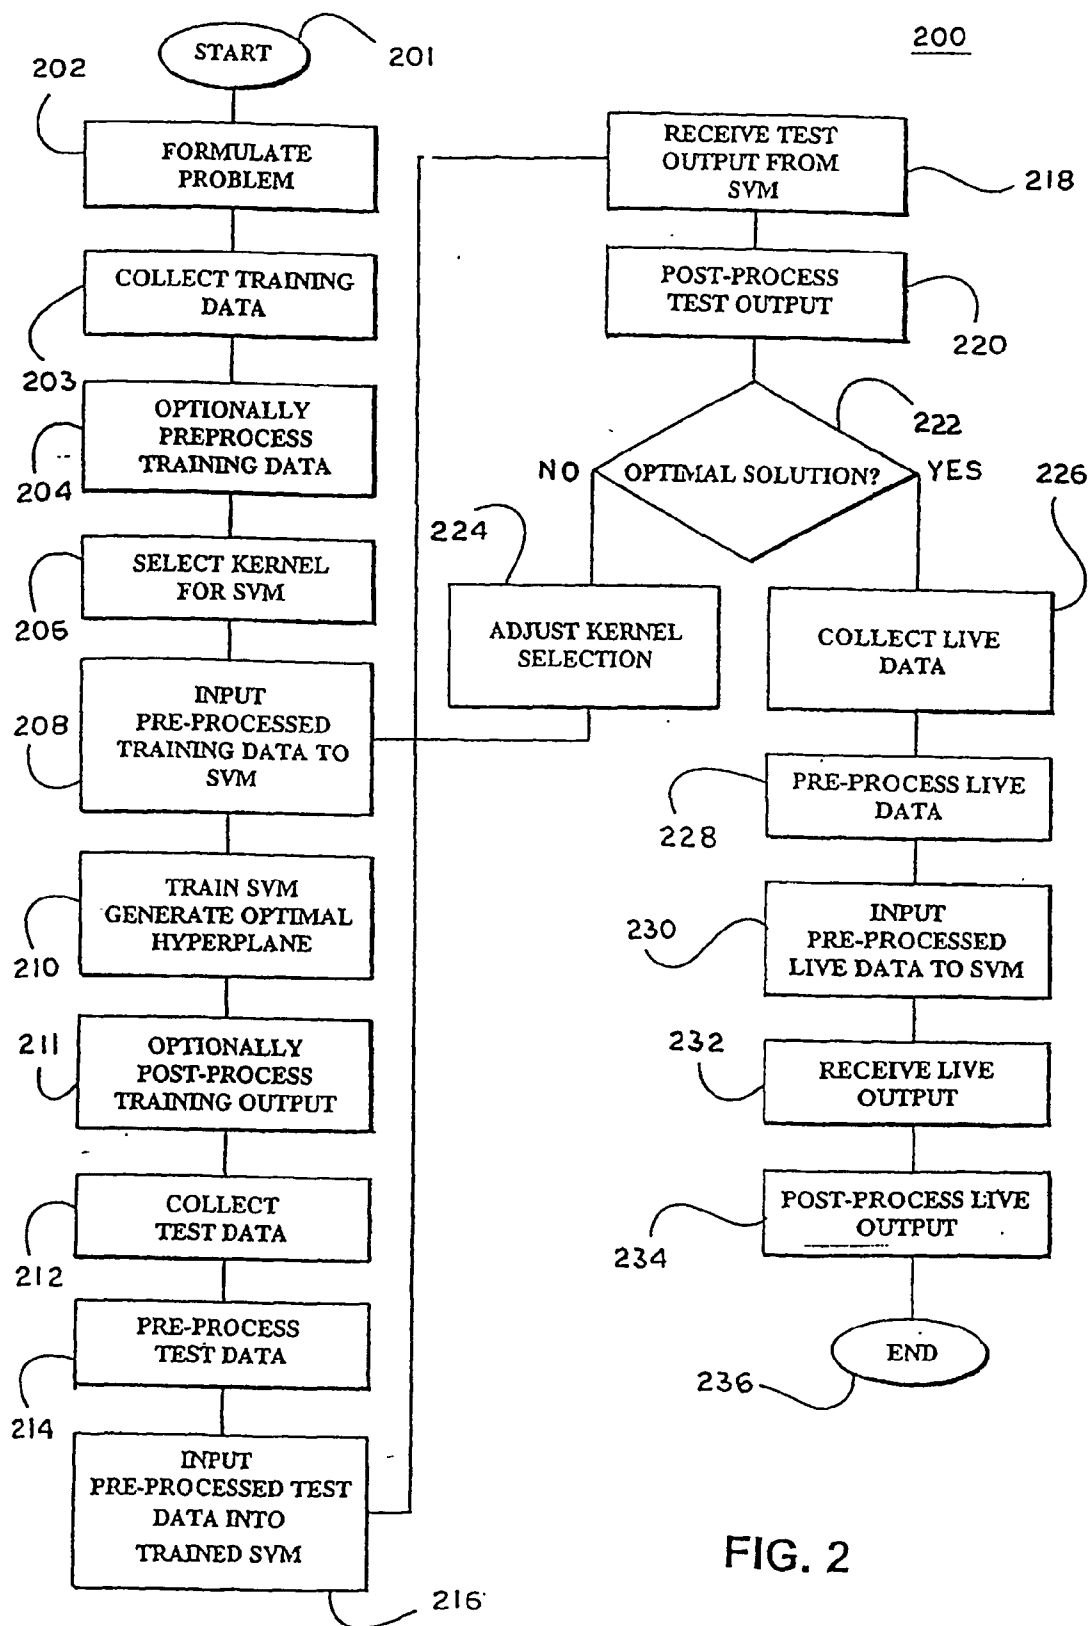 200
START
201
202
FORMULATE
PROBLEM
COLLECT TRAINING
DATA
203
OPTIONALLY
PREPROCESS
TRAINING DATA
204
SELECT KERNEL
FOR SVM
206
INPUT
PRE-PROCESSED
TRAINING DATA TO
SVM
208
TRAIN SVM
GENERATE OPTIMAL
HYPERPLANE
210
211
OPTIONALLY
POST-PROCESS
TRAINING OUTPUT
COLLECT
TEST DATA
212
PRE-PROCESS
TEST DATA
214
INPUT
PRE-PROCESSED TEST
DATA INTO
TRAINED SVM
216
RECEIVE TEST
OUTPUT FROM
SVM
218
POST-PROCESS
TEST OUTPUT
220
222
NO
OPTIMAL SOLUTION?
YES
224
ADJUST KERNEL
SELECTION
226
COLLECT LIVE
DATA
PRE-PROCESS LIVE
DATA
228
INPUT
PRE-PROCESSED
LIVE DATA TO SVM
230
232
RECEIVE LIVE
OUTPUT
POST-PROCESS LIVE
OUTPUT
234
END
236
FIG. 2